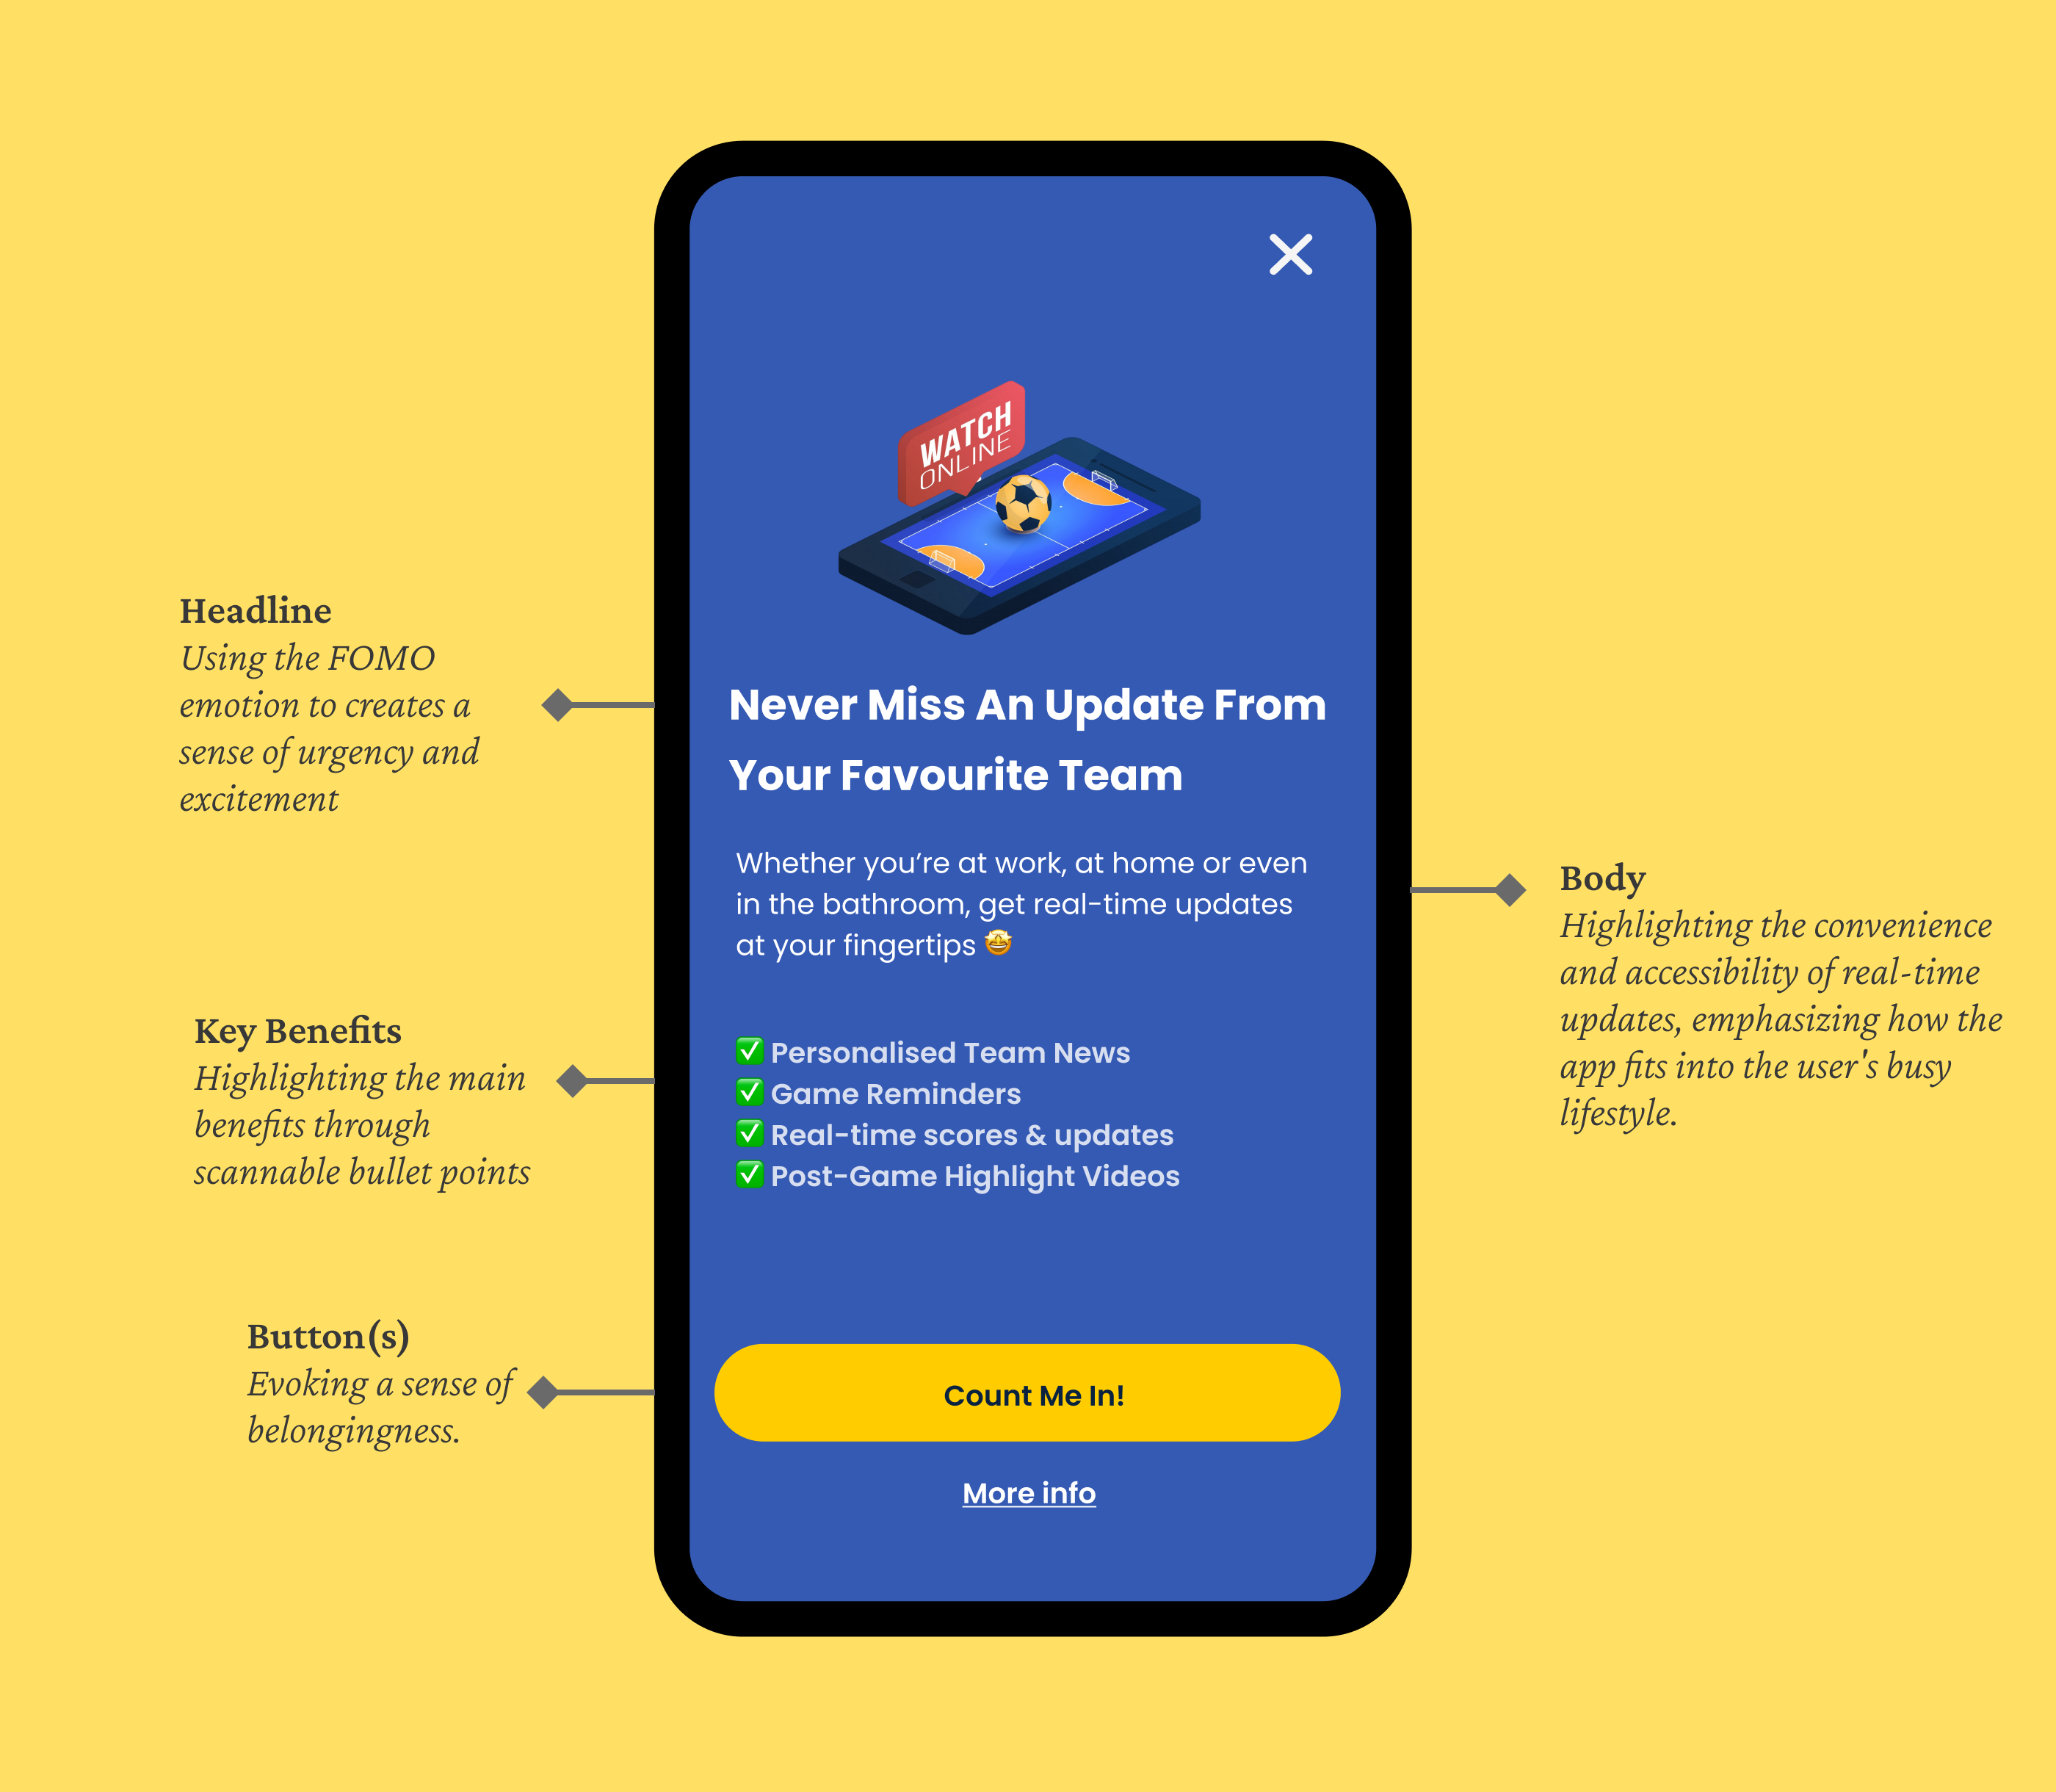 WATCH
ONLINE
Headline
Using the FOMO
emotion to creates a
sense of urgency and
excitement
Never Miss An Update From
Your Favourite Team
Whether you’re at work, at home or even
in the bathroom, get real-time updates
at your fingertips 🤩
Body
Highlighting the convenience
and accessibility of real-time
updates, emphasizing how the
app fits into the user's busy
lifestyle.
Key Benefits
Highlighting the main
benefits through
scannable bullet points
✅ Personalised Team News
✅ Game Reminders
✅ Real-time scores & updates
✅ Post-Game Highlight Videos
Button(s)
Evoking a sense of
belongingness.
Count Me In!
More info